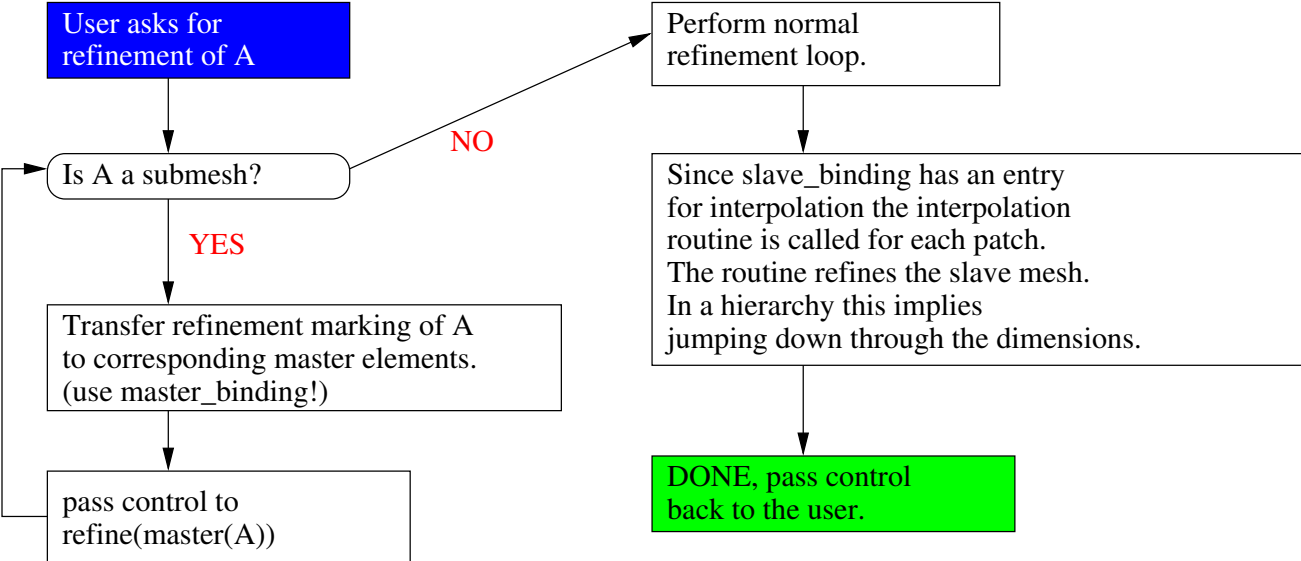 User asks for
refinement of A
Is A a submesh?
YES
NO
Transfer refinement marking of A
to corresponding master elements.
(use master_binding!)
pass control to
refine(master(A))
Perform normal
refinement loop.
Since slave_binding has an entry
for interpolation the interpolation
routine is called for each patch.
The routine refines the slave mesh.
In a hierarchy this implies
jumping down through the dimensions.
DONE, pass control
back to the user.